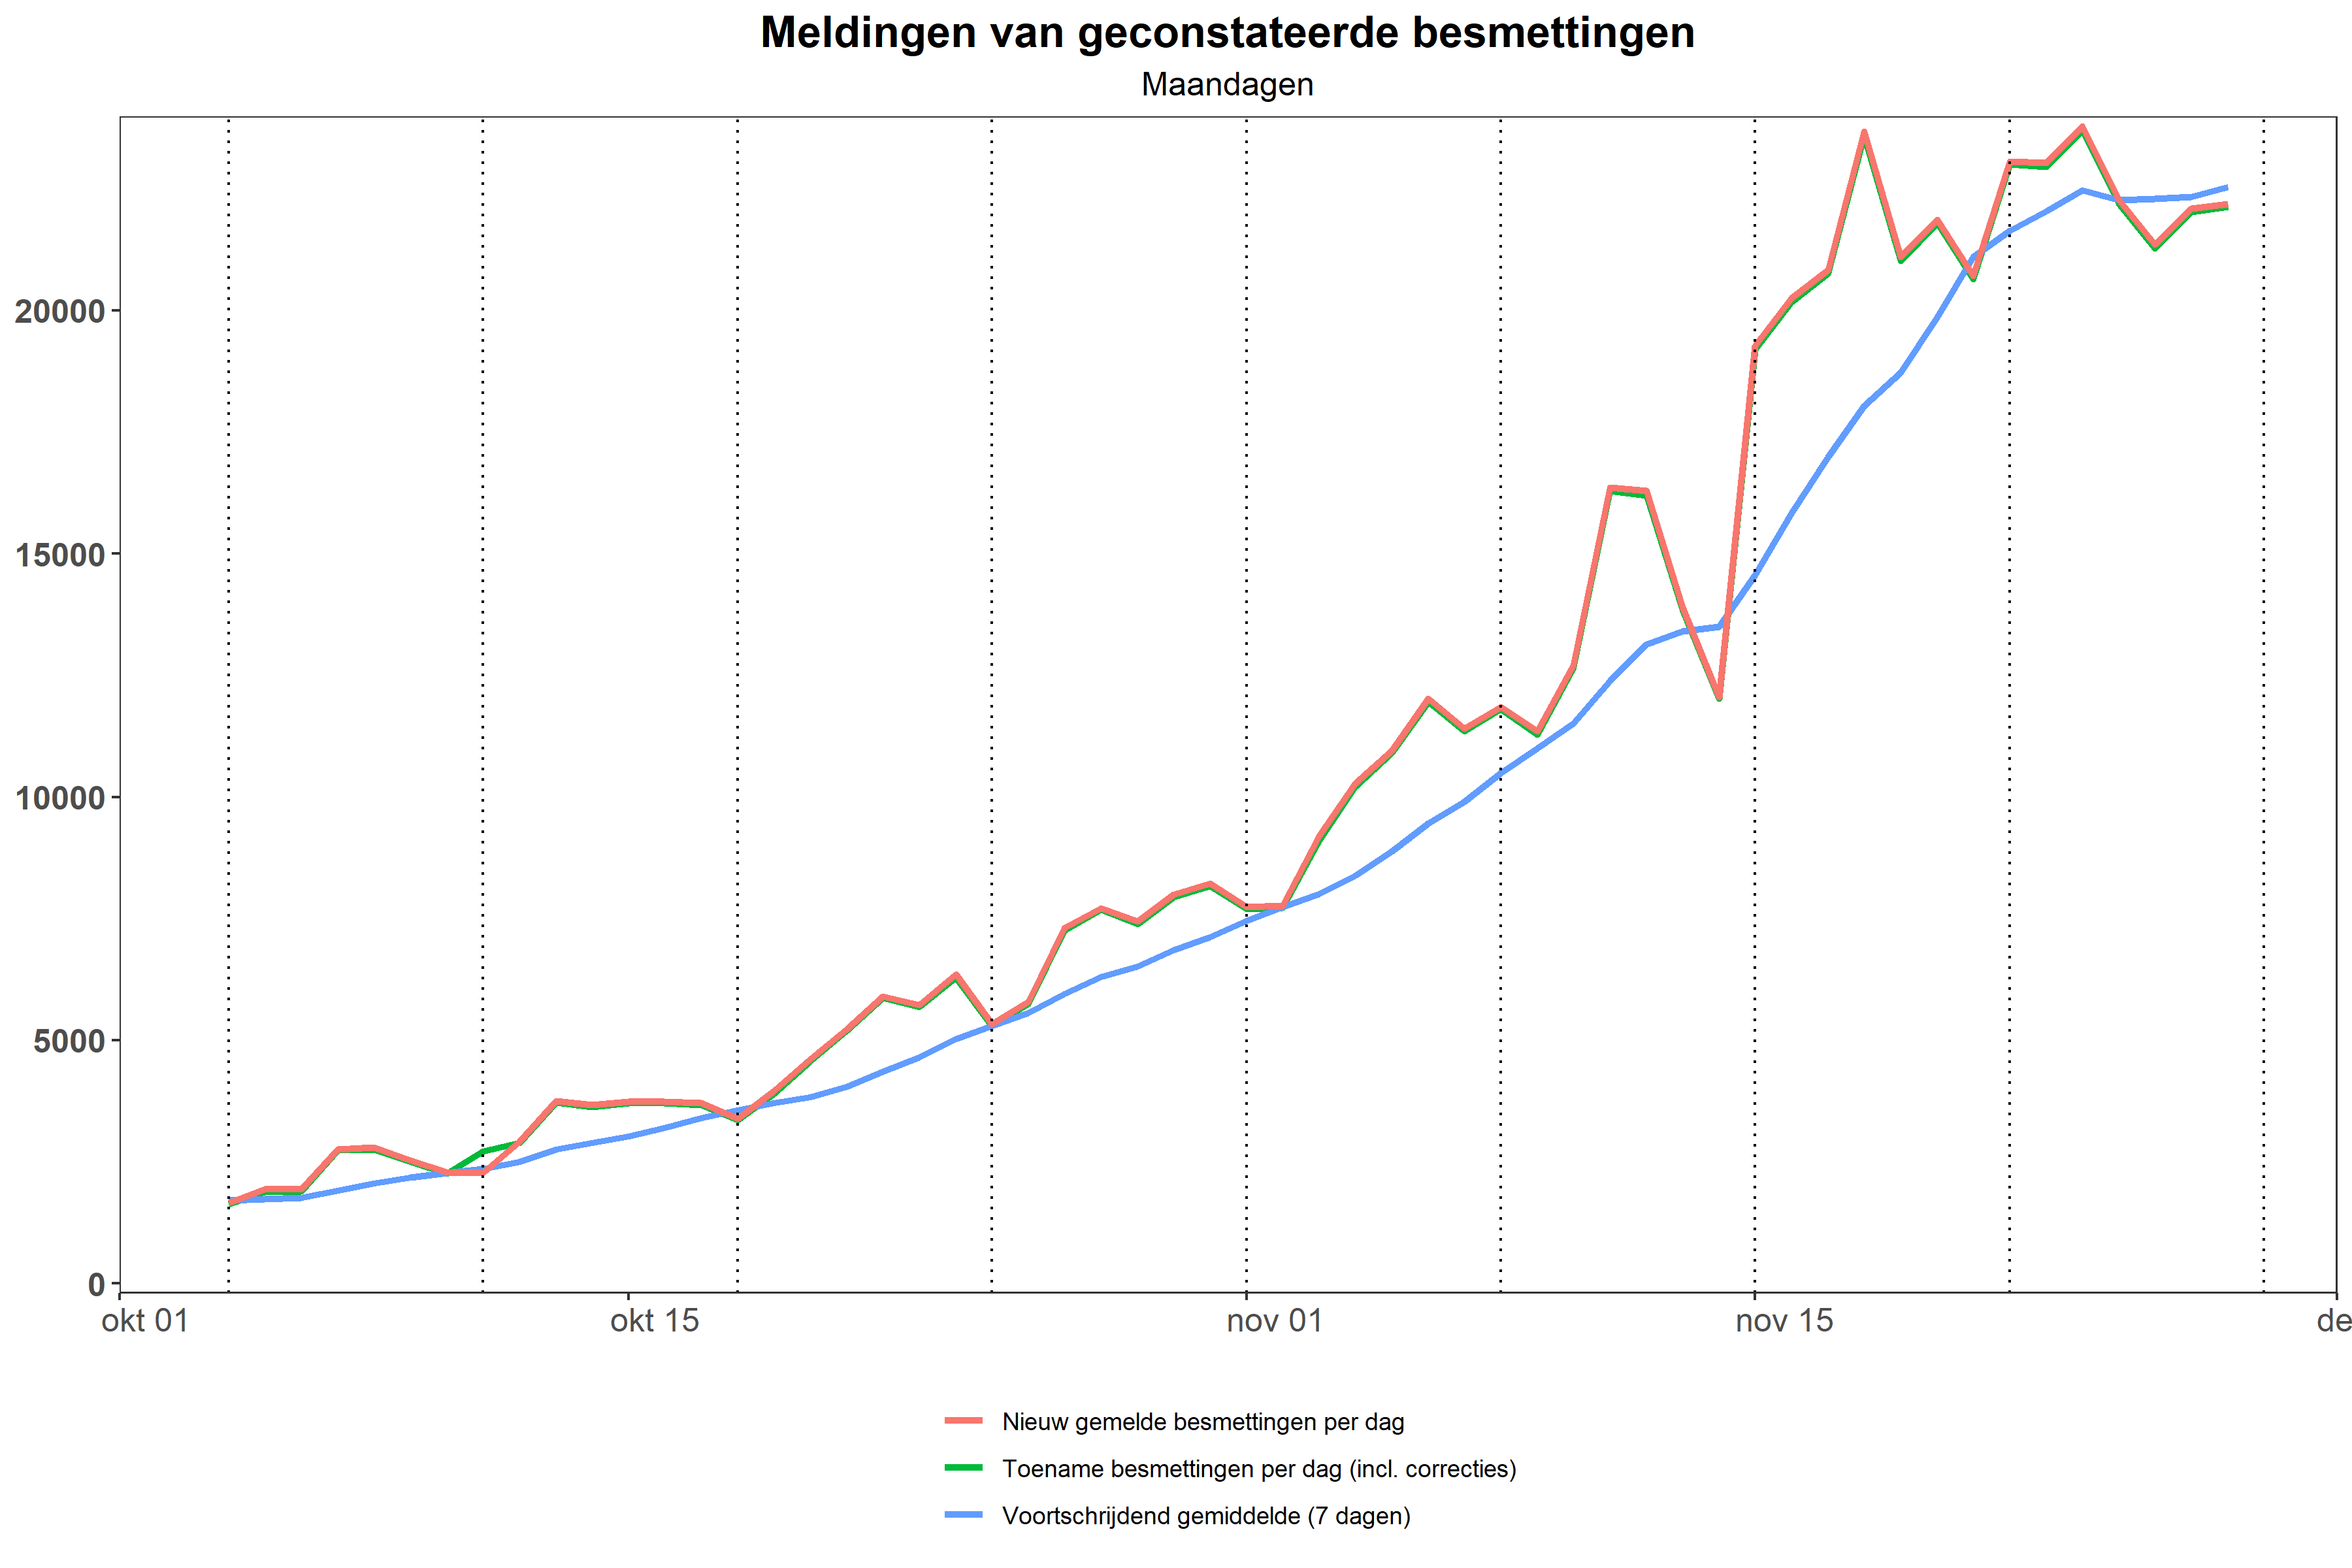 Meldingen van geconstateerde besmettingen
Maandagen
20000
15000
10000
5000
0
okt 01 okt 15 nov 01 nov 15 de
Nieuw gemelde besmettingen per dag
Toename besmettingen per dag (incl. correcties)
Voortschrijdend gemiddelde (7 dagen)